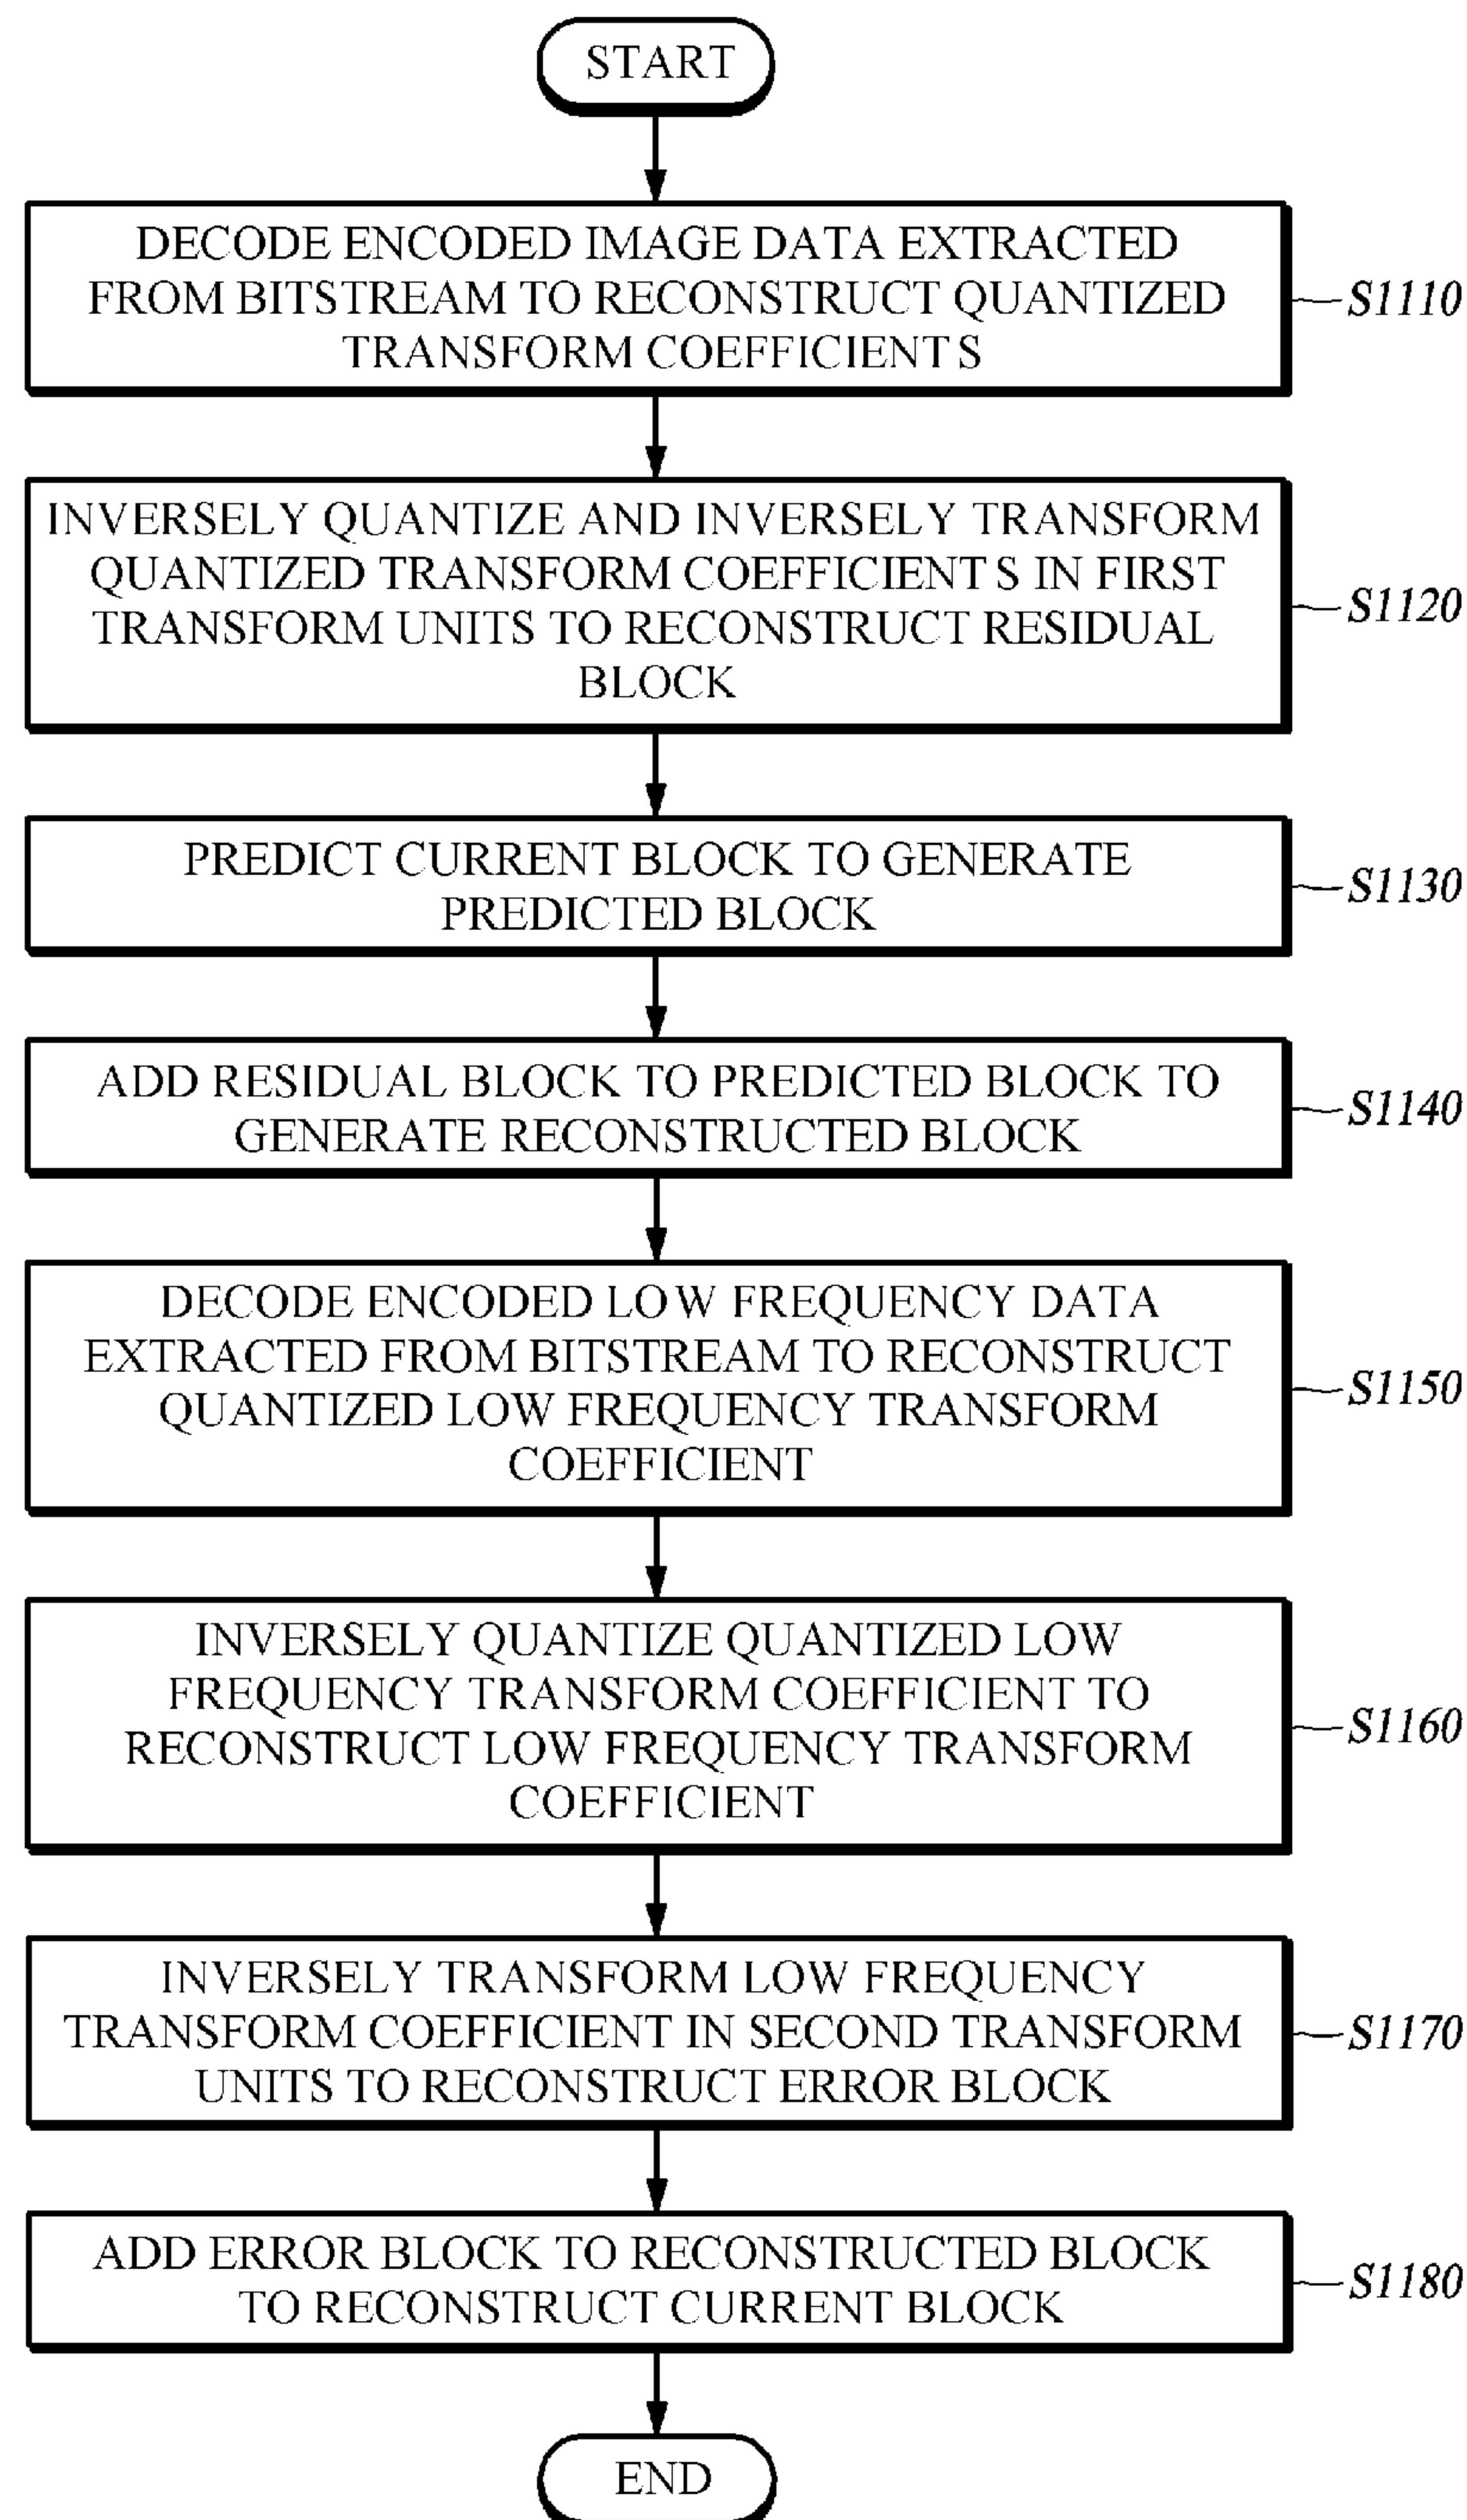 START
DECODE ENCODED IMAGE DATA EXTRACTED
FROM BITSTREAM TO RECONSTRUCT QUANTIZED
TRANSFORM COEFFICIENTS
S1110
INVERSELY QUANTIZE AND INVERSELY TRANSFORM
QUANTIZED TRANSFORM COEFFICIENTS IN FIRST
TRANSFORM UNITS TO RECONSTRUCT RESIDUAL
BLOCK
S1120
PREDICT CURRENT BLOCK TO GENERATE
PREDICTED BLOCK
S1130
ADD RESIDUAL BLOCK TO PREDICTED BLOCK TO
GENERATE RECONSTRUCTED BLOCK
S1140
DECODE ENCODED LOW FREQUENCY DATA
EXTRACTED FROM BITSTREAM TO RECONSTRUCT
QUANTIZED LOW FREQUENCY TRANSFORM
COEFFICIENT
S1150
INVERSELY QUANTIZE QUANTIZED LOW
FREQUENCY TRANSFORM COEFFICIENT TO
RECONSTRUCT LOW FREQUENCY TRANSFORM
COEFFICIENT
S1160
INVERSELY TRANSFORM LOW FREQUENCY
TRANSFORM COEFFICIENT IN SECOND TRANSFORM
UNITS TO RECONSTRUCT ERROR BLOCK
S1170
ADD ERROR BLOCK TO RECONSTRUCTED BLOCK
TO RECONSTRUCT CURRENT BLOCK
S1180
END